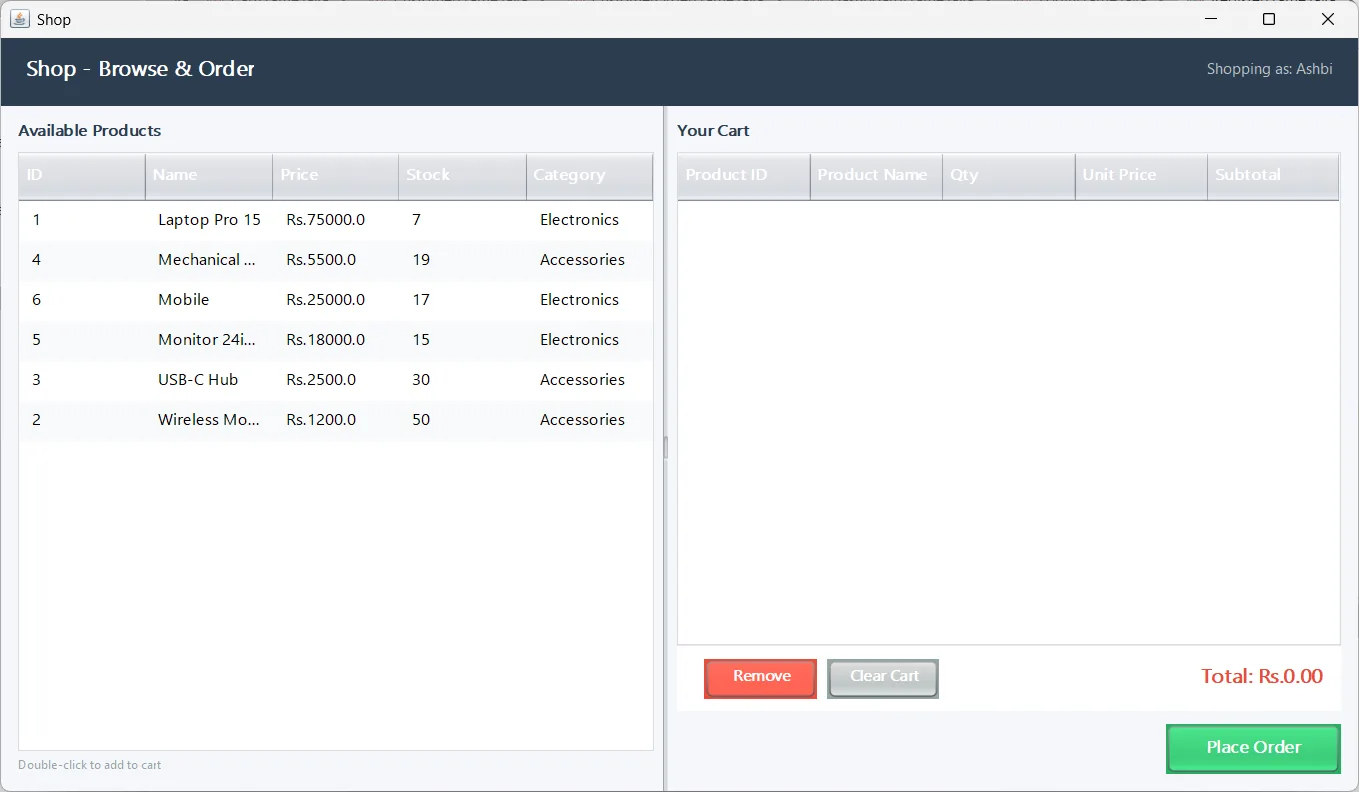 Shop
Shop - Browse & Order
Shopping as: Ashbi
Available Products
ID Name Price Stock Category
1 Laptop Pro 15 Rs.75000.0 7 Electronics
4 Mechanical ... Rs.5500.0 19 Accessories
6 Mobile Rs.25000.0 17 Electronics
5 Monitor 24i... Rs.18000.0 15 Electronics
3 USB-C Hub Rs.2500.0 30 Accessories
2 Wireless Mo... Rs.1200.0 50 Accessories
Double-click to add to cart
Your Cart
Product ID Product Name Qty Unit Price Subtotal
Remove Clear Cart Total: Rs.0.00
Place Order